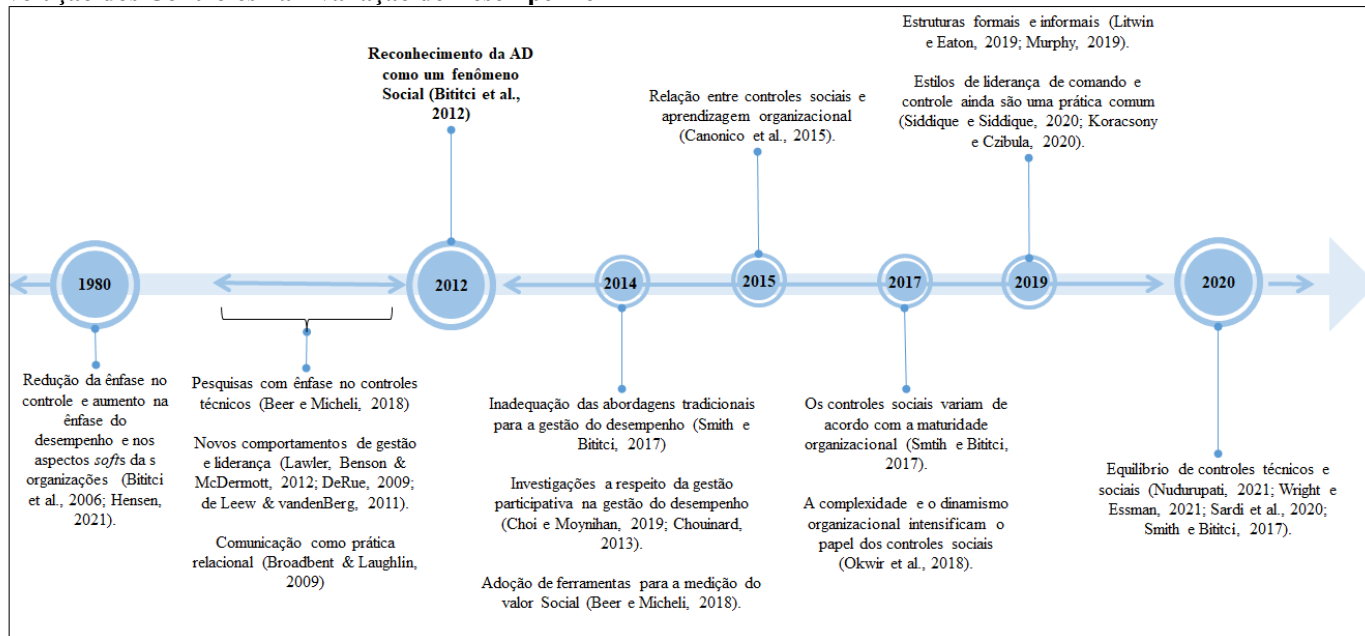 volução dos Controles na Avaliação de Desempenho
Reconhecimento da AD
como um fenômeno
Social (Bititci et al.,
2012)
Relação entre controles sociais e
aprendizagem organizacional
(Canonico et al., 2015).
Estruturas formais e informais (Litwin
e Eaton, 2019; Murphy, 2019).
Estilos de liderança de comando e
controle ainda são uma prática comum
(Siddique e Siddique, 2020; Koracsony
e Czibula, 2020).
1980
2012
2014
2015
2017
2019
2020
Redução da ênfase no
controle e aumento na
ênfase do
desempenho e nos
aspectos softs da s
organizações (Bititci
et al., 2006; Hensen,
2021).
Pesquisas com ênfase no controles
técnicos (Beer e Micheli, 2018)
Novos comportamentos de gestão
e liderança (Lawler, Benson &
McDermott, 2012; DeRue, 2009;
de Leew & vandenBerg, 2011).
Comunicação como prática
relacional (Broadbent & Laughlin,
2009)
Inadequação das abordagens tradicionais
para a gestão do desempenho (Smith e
Bititci, 2017)
Investigações a respeito da gestão
participativa na gestão do desempenho
(Choi e Moynihan, 2019; Chouinard,
2013).
Adoção de ferramentas para a medição do
valor Social (Beer e Micheli, 2018).
Os controles sociais variam de
acordo com a maturidade
organizacional (Smtih e Bititci,
2017).
A complexidade e o dinamismo
organizacional intensificam o
papel dos controles sociais
(Okwir et al., 2018).
Equilíbrio de controles técnicos e
sociais (Nudurupati, 2021; Wright e
Essman, 2021; Sardi et al., 2020;
Smith e Bititci, 2017).